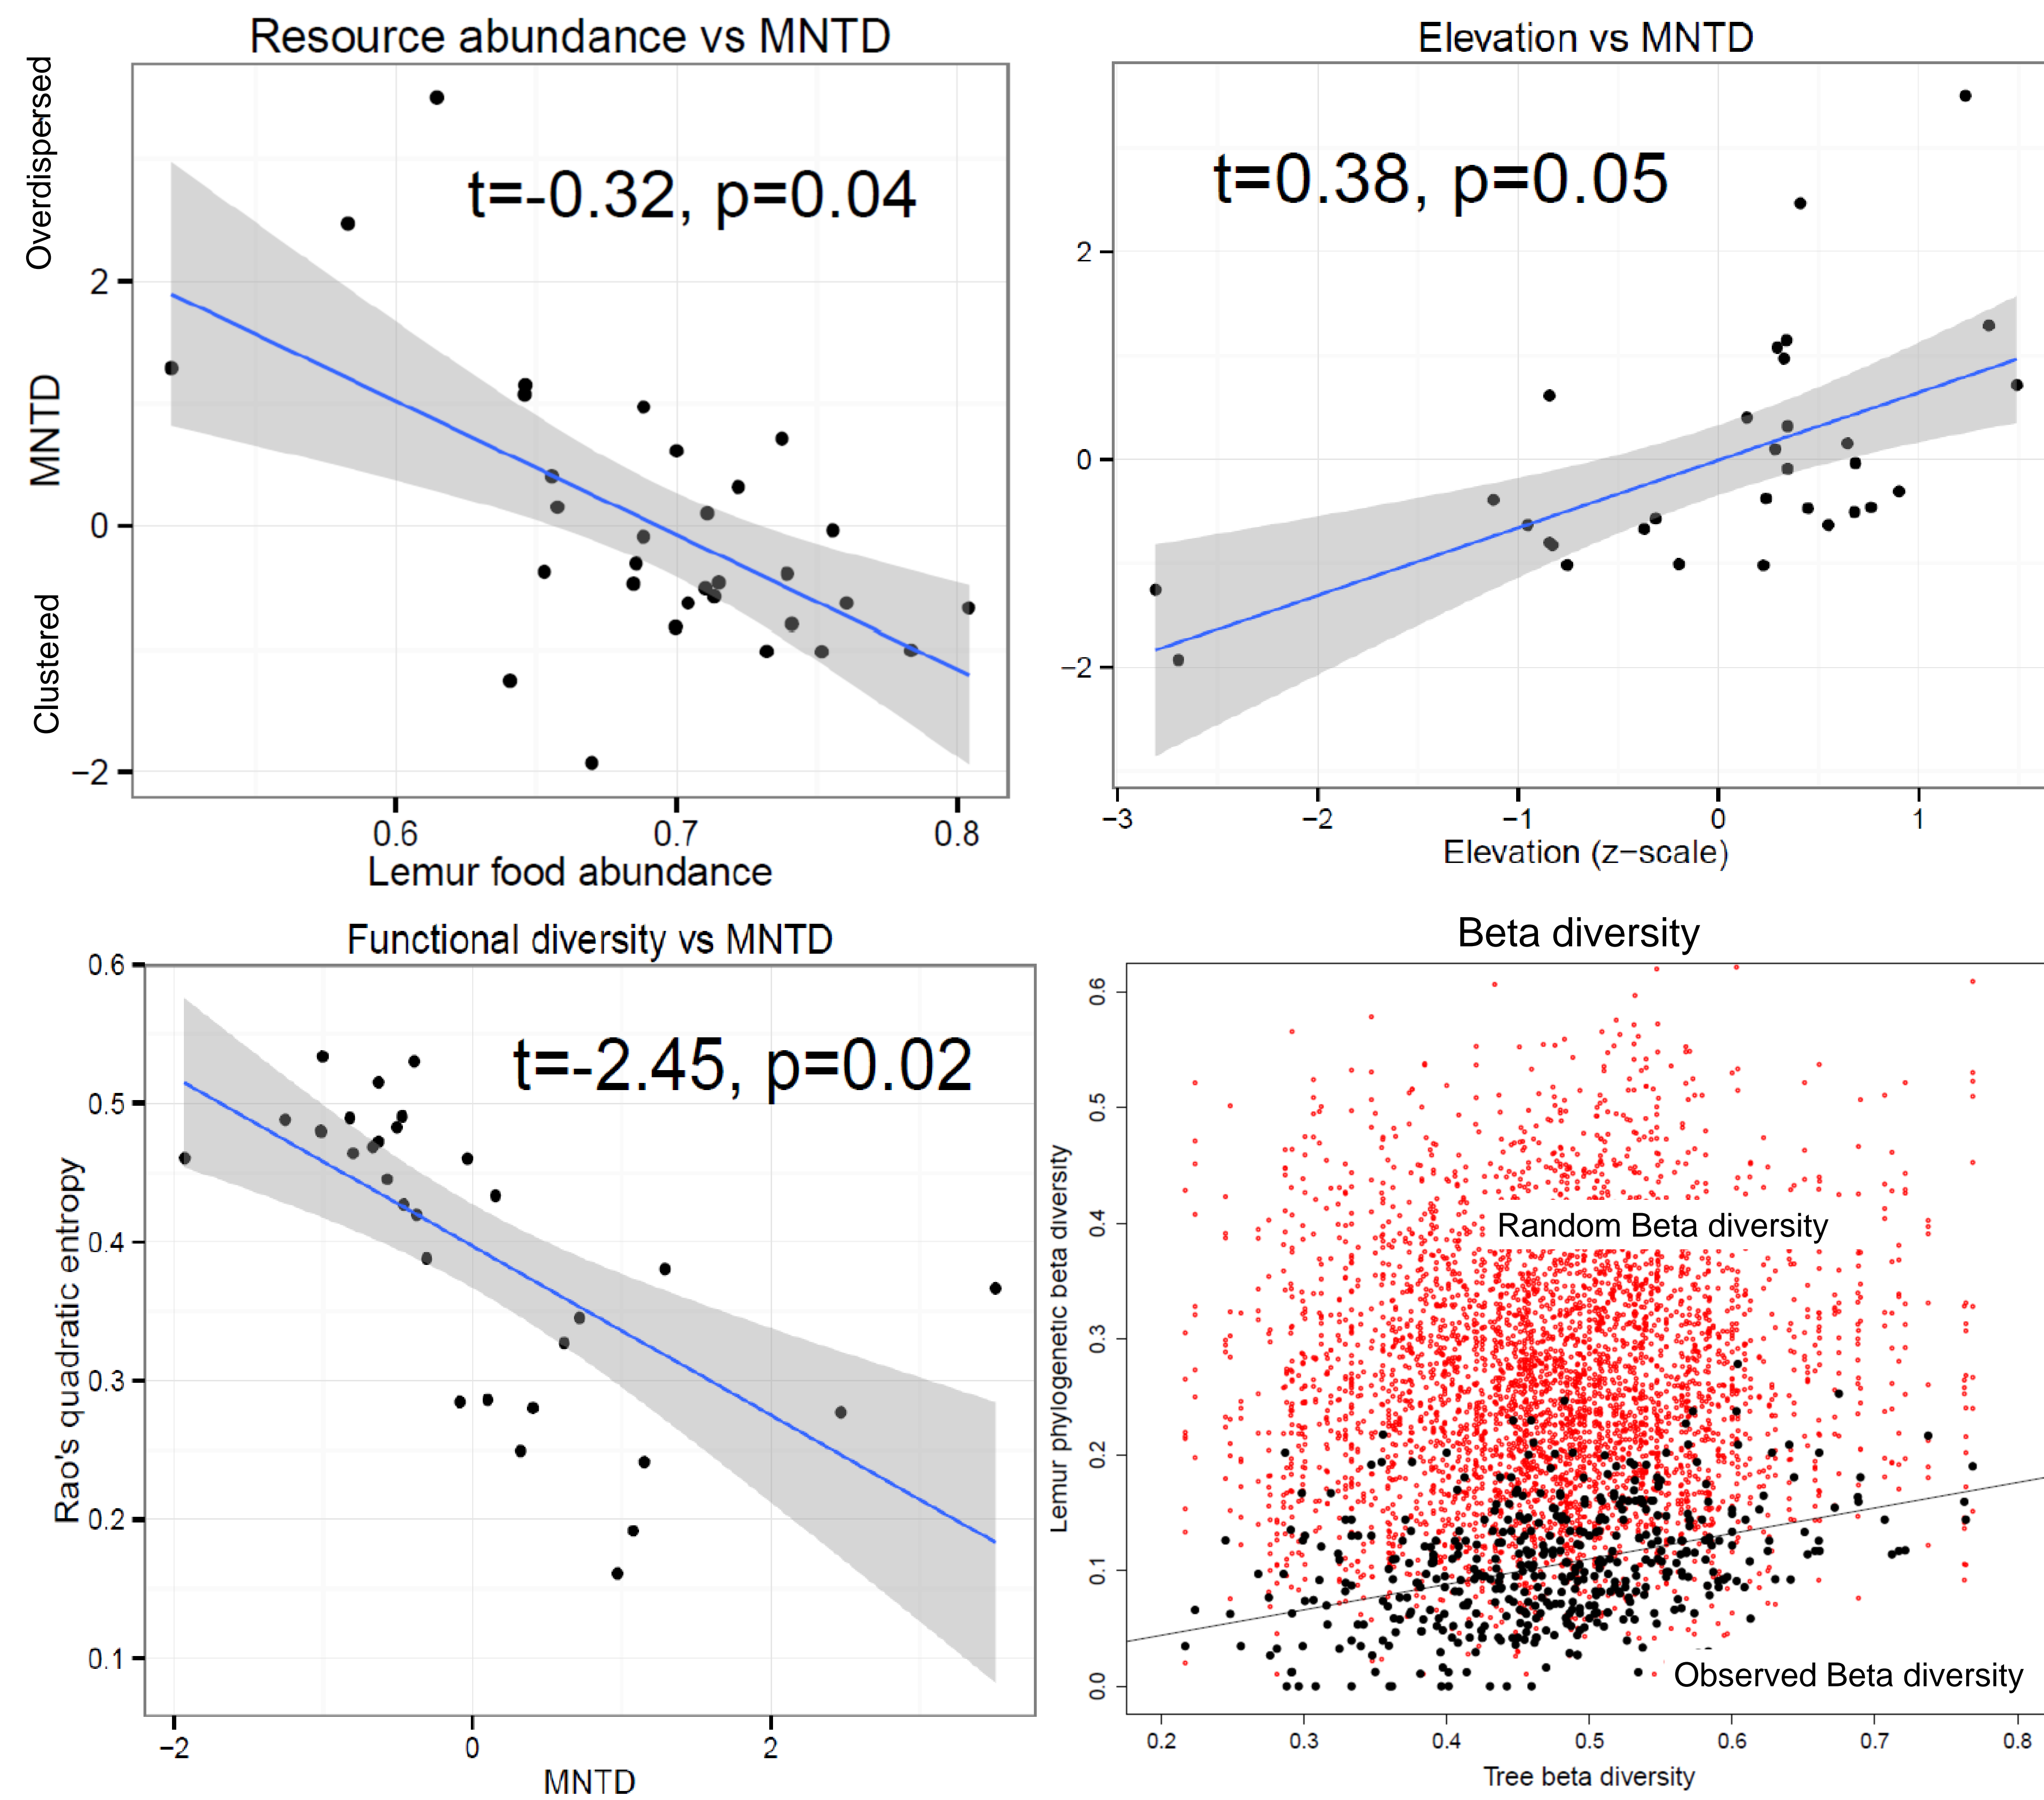 Resource abundance vs MNTD
Overdispersed
MNTD
Clustered
t=-0.32, p=0.04
2
0
−2
0.6 0.7 0.8
Lemur food abundance
Elevation vs MNTD
t=0.38, p=0.05
2
0
−2
−3 −2 −1 0 1
Elevation (z−scale)
Functional diversity vs MNTD
t=-2.45, p=0.02
Rao's quadratic entropy
0.6
0.5
0.4
0.3
0.2
0.1
−2 0 2
MNTD
Beta diversity
Lemur phylogenetic beta diversity
0.6
0.5
0.4
0.3
0.2
0.1
0.0
Random Beta diversity
Observed Beta diversity
0.2 0.3 0.4 0.5 0.6 0.7 0.8
Tree beta diversity